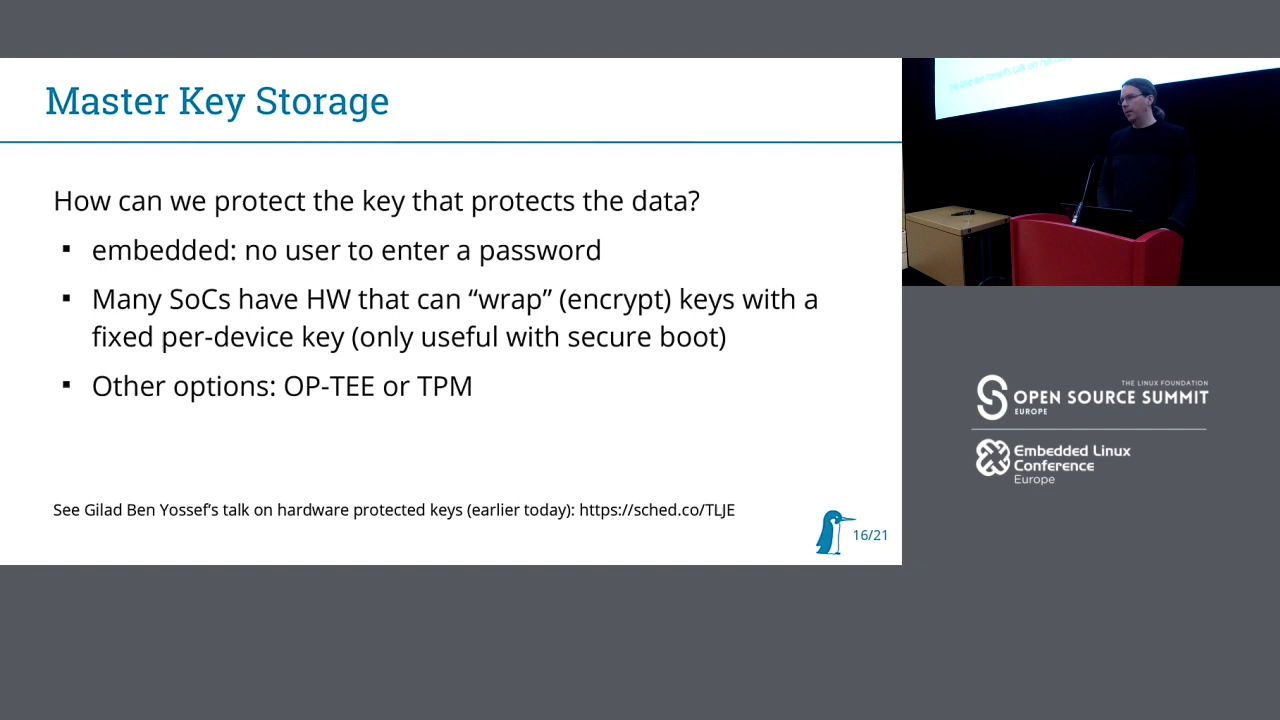 Master Key Storage
How can we protect the key that protects the data?
▪ embedded: no user to enter a password
▪ Many SoCs have HW that can “wrap” (encrypt) keys with a
fixed per-device key (only useful with secure boot)
▪ Other options: OP-TEE or TPM
See Gilad Ben Yossef’s talk on hardware protected keys (earlier today): https://sched.co/TLJE
16/21
THE LINUX FOUNDATION
OPEN SOURCE SUMMIT
EUROPE
Embedded Linux
Conference
Europe